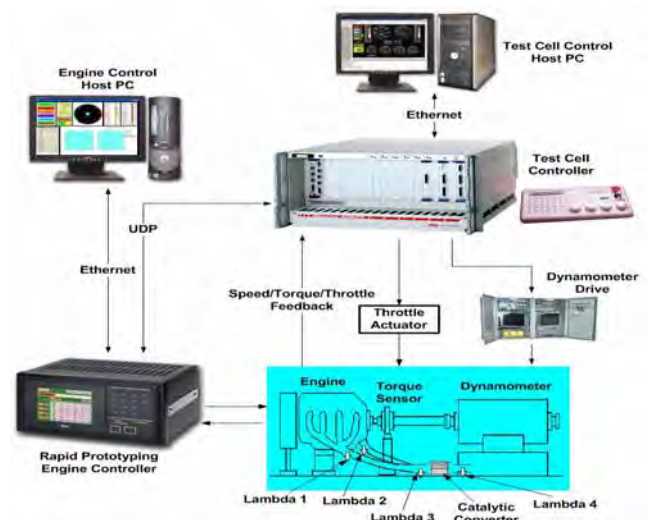 Test Cell Control
Host PC
Engine Control
Host PC
Ethernet
Test Cell
Controller
UDP
Ethernet
Speed/Torque/Throttle
Feedback
Throttle
Actuator
Dynamometer
Drive
Engine
Torque
Sensor
Dynamometer
Rapid Prototyping
Engine Controller
Lambda 1
Lambda 2
Lambda 3
Catalytic
Converter
Lambda 4